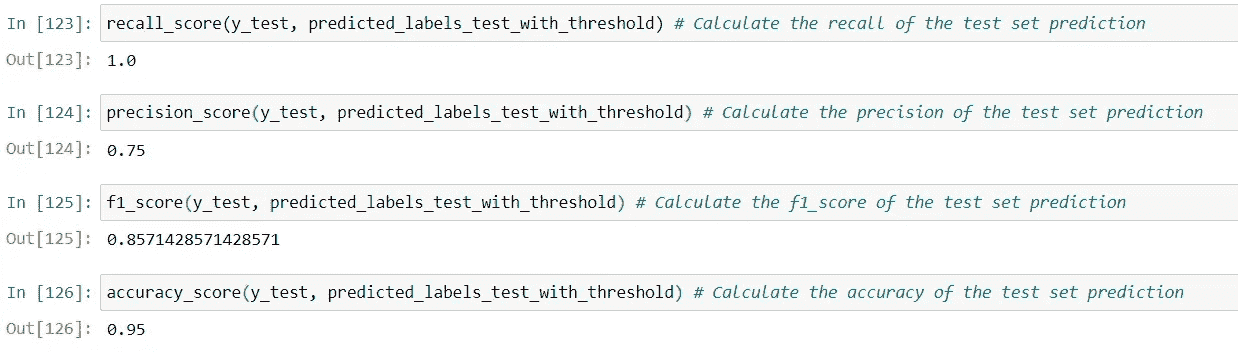 In [123]: recall_score(y_test, predicted_labels_test_with_threshold) # Calculate the recall of the test set prediction
Out[123]: 1.0
In [124]: precision_score(y_test, predicted_labels_test_with_threshold) # Calculate the precision of the test set prediction
Out[124]: 0.75
In [125]: f1_score(y_test, predicted_labels_test_with_threshold) # Calculate the f1_score of the test set prediction
Out[125]: 0.8571428571428571
In [126]: accuracy_score(y_test, predicted_labels_test_with_threshold) # Calculate the accuracy of the test set prediction
Out[126]: 0.95